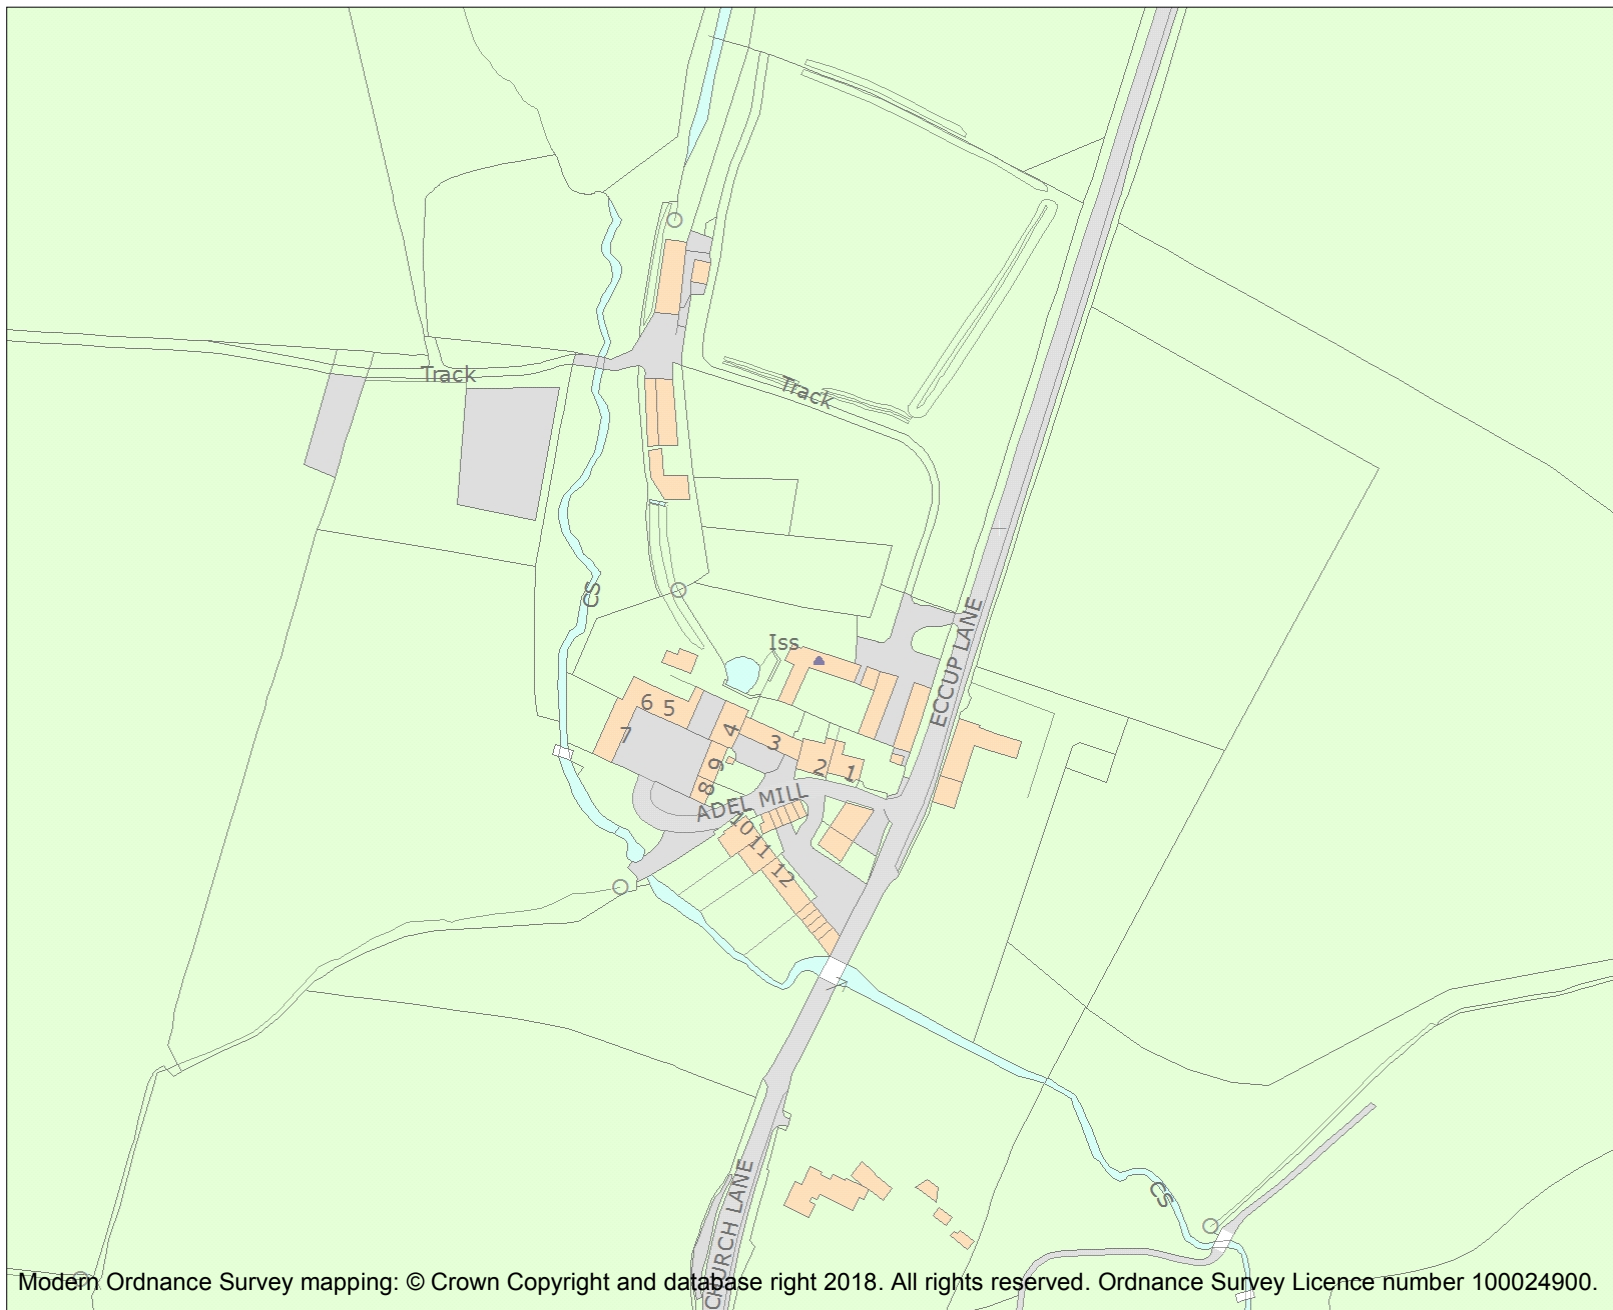 Track
Track
CS
Iss
ECCUP LANE
6
5
7
4
3
9
8
2
1
ADEL MILL
10
11
12
CS
CHURCH LANE
Modern Ordnance Survey mapping: © Crown Copyright and database right 2018. All rights reserved. Ordnance Survey Licence number 100024900.